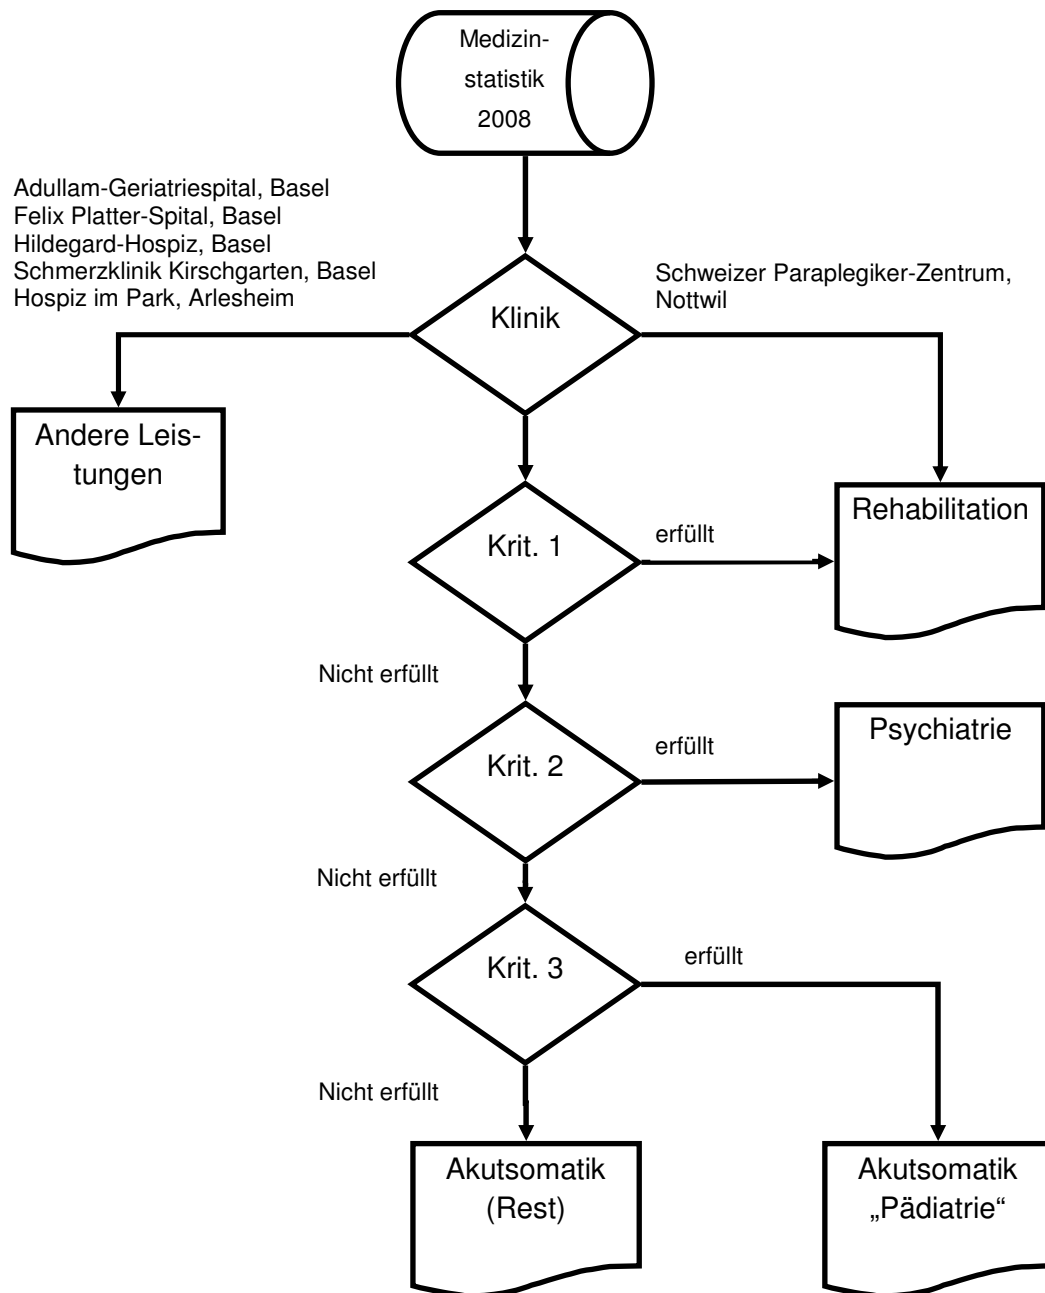 Medizin-
statistik
2008
Adullam-Geriatriespital, Basel
Felix Platter-Spital, Basel
Hildegard-Hospiz, Basel
Schmerzklinik Kirschgarten, Basel
Hospiz im Park, Arlesheim
Schweizer Paraplegiker-Zentrum,
Nottwil
Klinik
Andere Leis-
tungen
Rehabilitation
Krit. 1
erfüllt
Nicht erfüllt
Psychiatrie
Krit. 2
erfüllt
Nicht erfüllt
Krit. 3
erfüllt
Nicht erfüllt
Akutsomatik
(Rest)
Akutsomatik
„Pädiatrie“